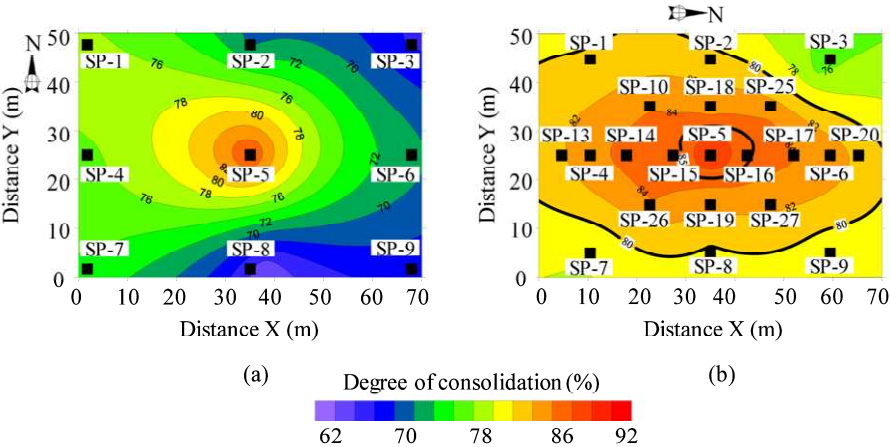 (a)
N
50
40
30
20
10
0
Distance Y (m)
SP-1 SP-2 SP-3
SP-4 SP-5 SP-6
SP-7 SP-8 SP-9
76 72 70
78 76
80 78
72
80
78 76 70
76 72
70
0 10 20 30 40 50 60 70
Distance X (m)
(a)
(b)
N
50
40
30
20
10
0
Distance Y (m)
SP-1 SP-2 SP-3
80 78 76
SP-10 SP-18 SP-25
82 84 82
SP-13 SP-14 SP-5 SP-17 SP-20
SP-4 SP-15 SP-16 SP-6
85
84 82
SP-26 SP-19 SP-27
80 80
SP-7 SP-8 SP-9
0 10 20 30 40 50 60 70
Distance X (m)
(b)
Degree of consolidation (%)
62 70 78 86 92